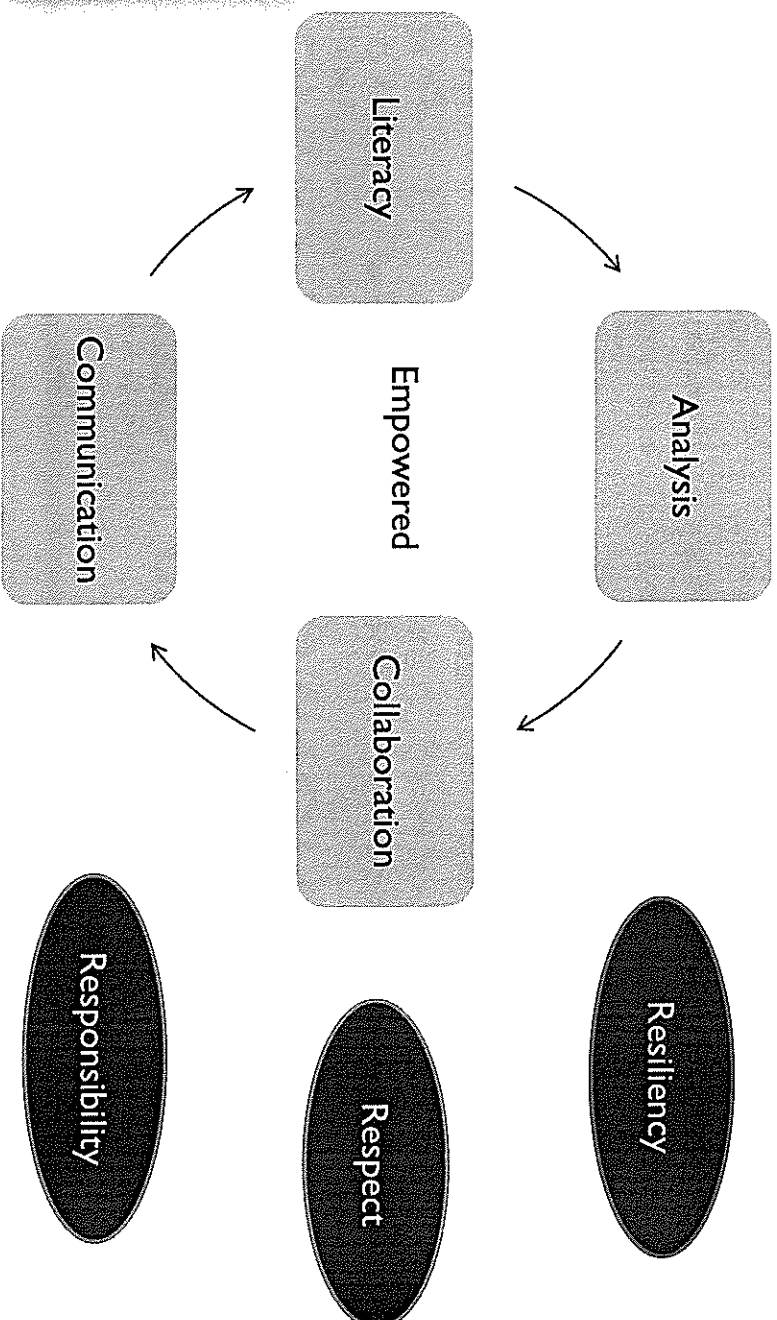 Analysis
Resiliency
Literacy
Empowered
Collaboration
Respect
Communication
Responsibility